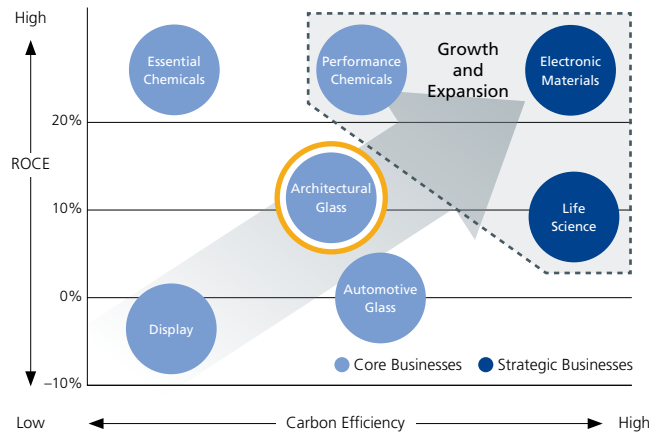 High
Essential
Chemicals
Performance
Chemicals
Growth
and
Expansion
Electronic
Materials
20%
ROCE
Architectural
Glass
10%
Life
Science
0%
Automotive
Glass
Display
Core Businesses
Strategic Businesses
–10%
Low
Carbon Efficiency
High